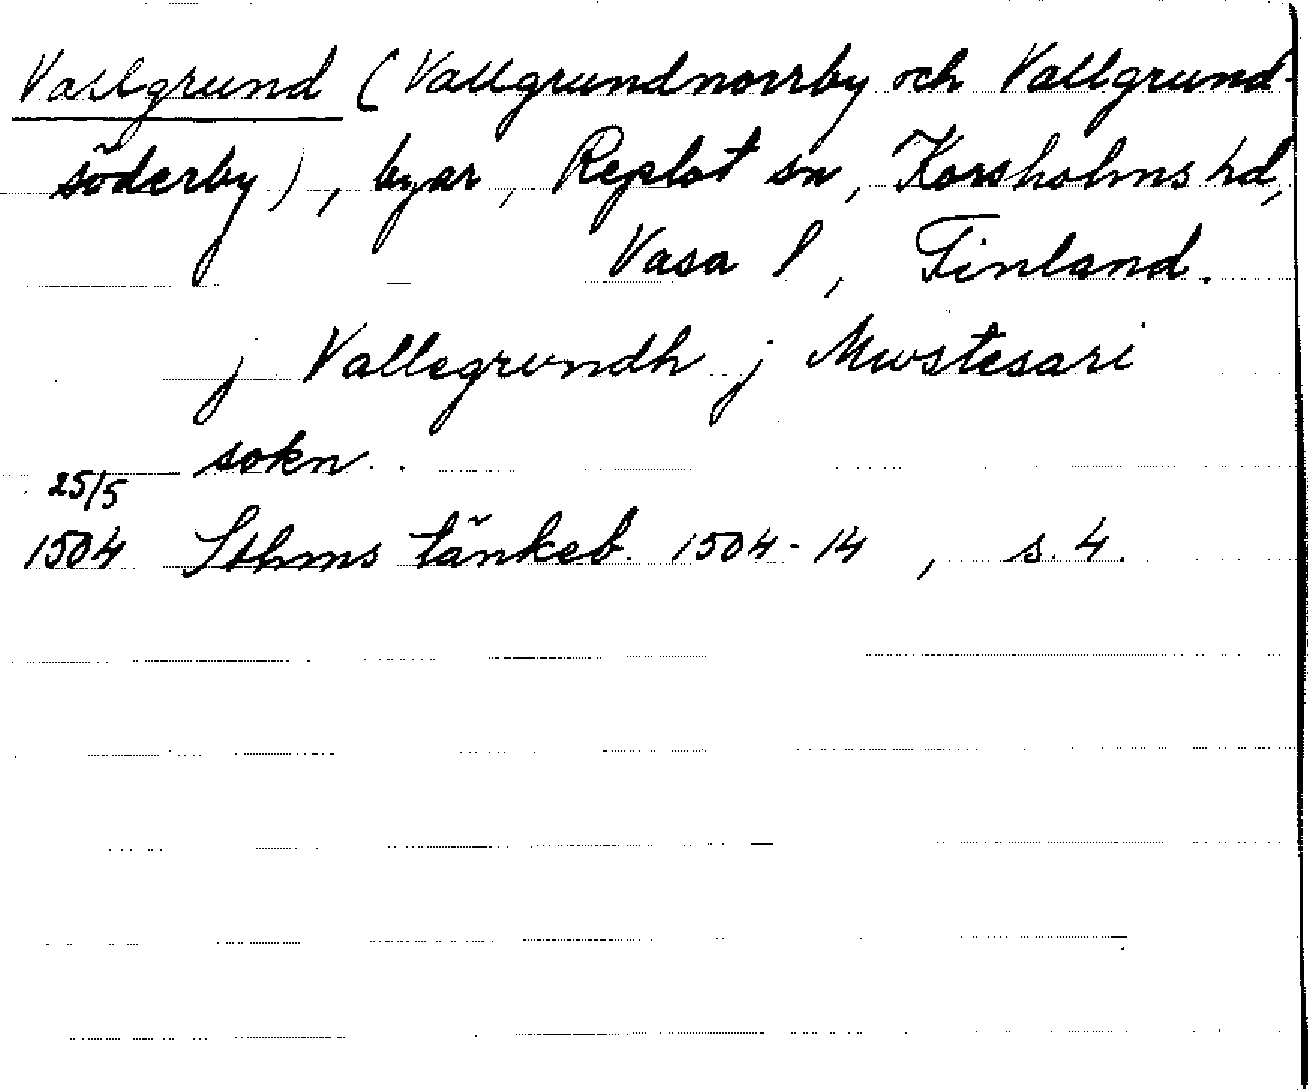 Vallgrund (Vallgrundnorrby och Vallgrund-
söderby), byar, Replot sn, Korsholms hd,
Vasa l, Finland.
j Vallegrundh j Mwstesari
sokn.
25/5
1504 Sthms tänkeb. 1504-14, s. 4.